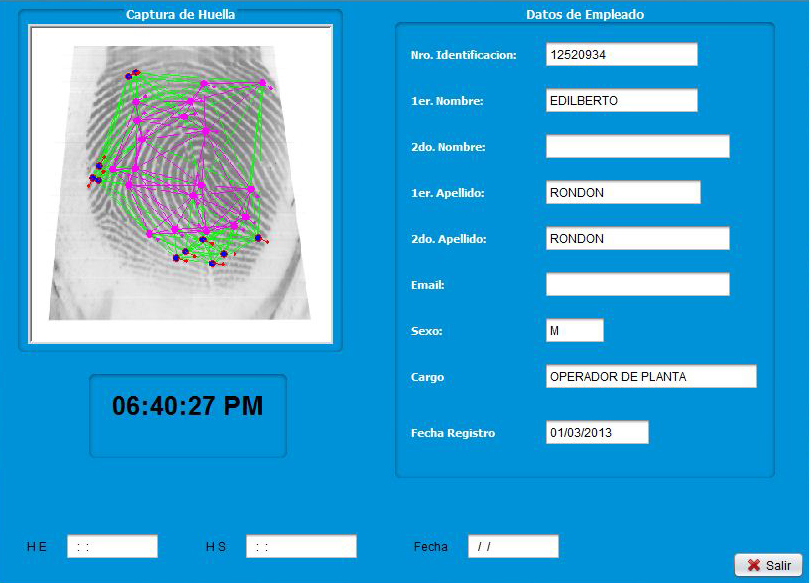 Captura de Huella
06:40:27 PM
Datos de Empleado
Nro. Identificacion: 12520934
1er. Nombre: EDILBERTO
2do. Nombre:
1er. Apellido: RONDON
2do. Apellido: RONDON
Email:
Sexo: M
Cargo OPERADOR DE PLANTA
Fecha Registro 01/03/2013
H E : : H S : : Fecha / /
Salir